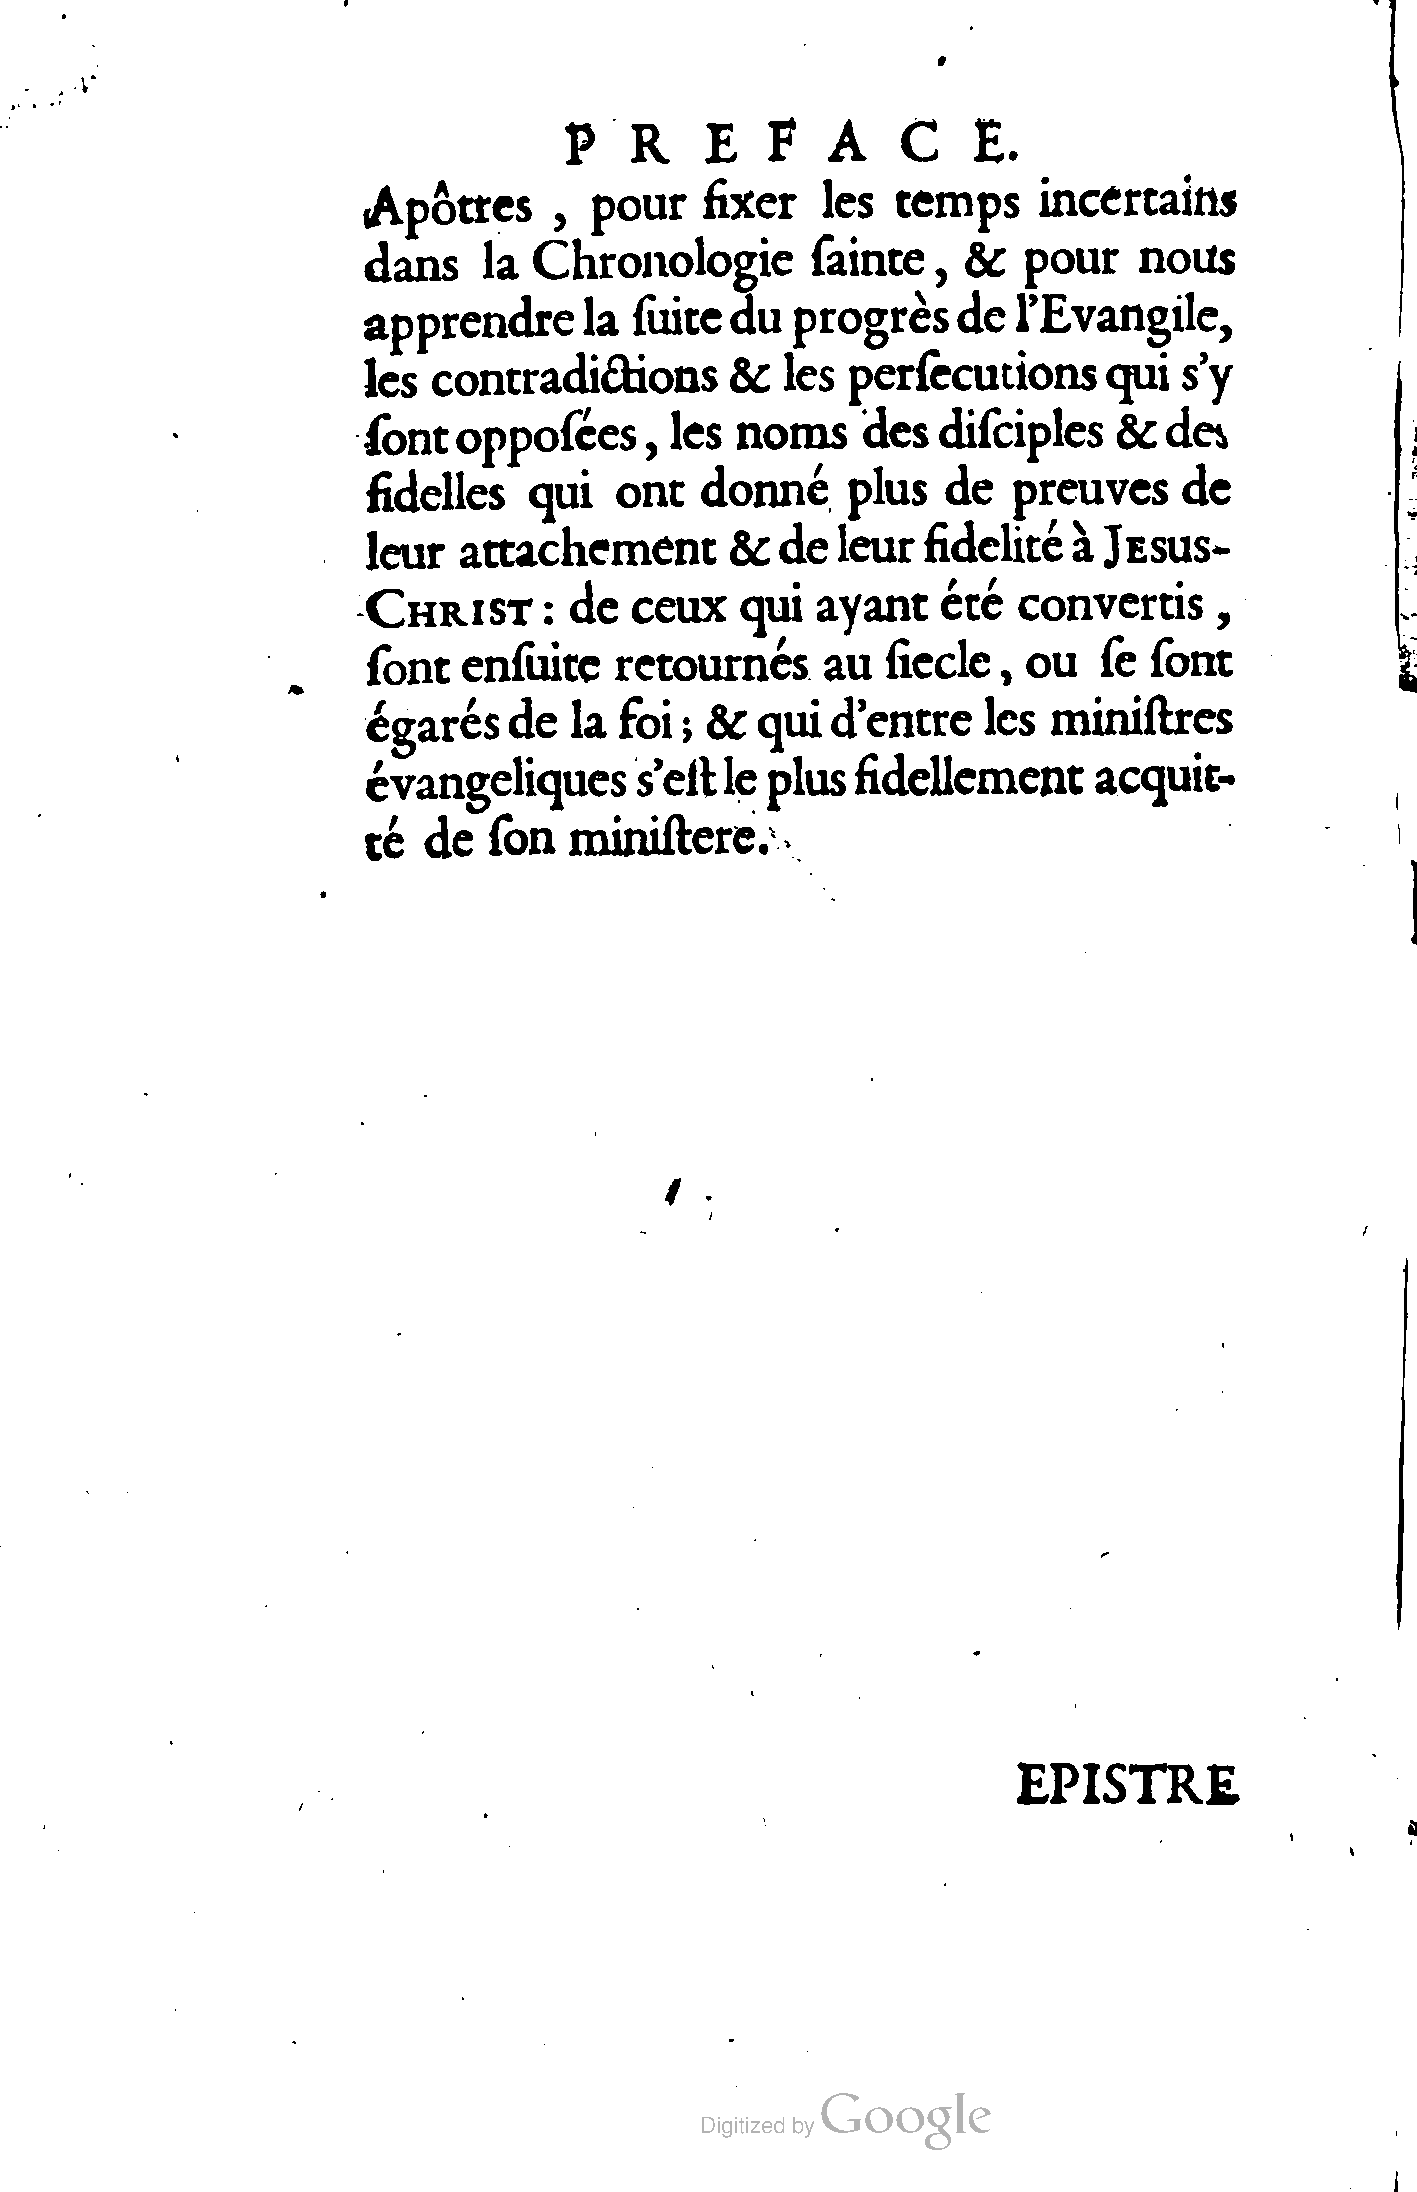 PREFACE.
Apôtres , pour fixer les temps incertains
dans la Chronologie ſainte, & pour nous
apprendre la ſuite du progrès de l'Evangile,
les contradictions & les perſecutions qui s'y
ſont oppoſées, les noms des diſciples & des
fidelles qui ont donné plus de preuves de
leur attachement & de leur fidelité à JESUS-
CHRIST : de ceux qui ayant été convertis ,
ſont enſuite retournés au ſiecle, ou ſe ſont
égarés de la foi ; & qui d'entre les miniſtres
évangeliques s'eſt le plus fidellement acquit-
té de ſon miniſtere.
EPISTRE
Digitized by Google